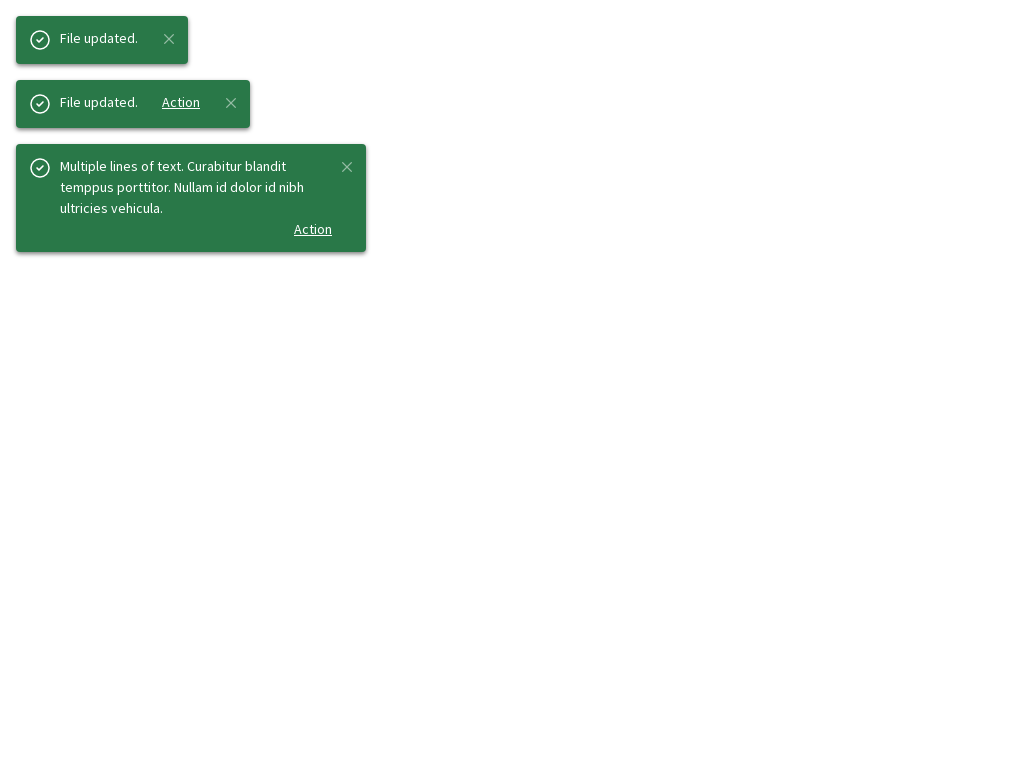 File updated.
File updated. Action
Multiple lines of text. Curabitur blandit
temppus porttitor. Nullam id dolor id nibh
ultricies vehicula.
Action